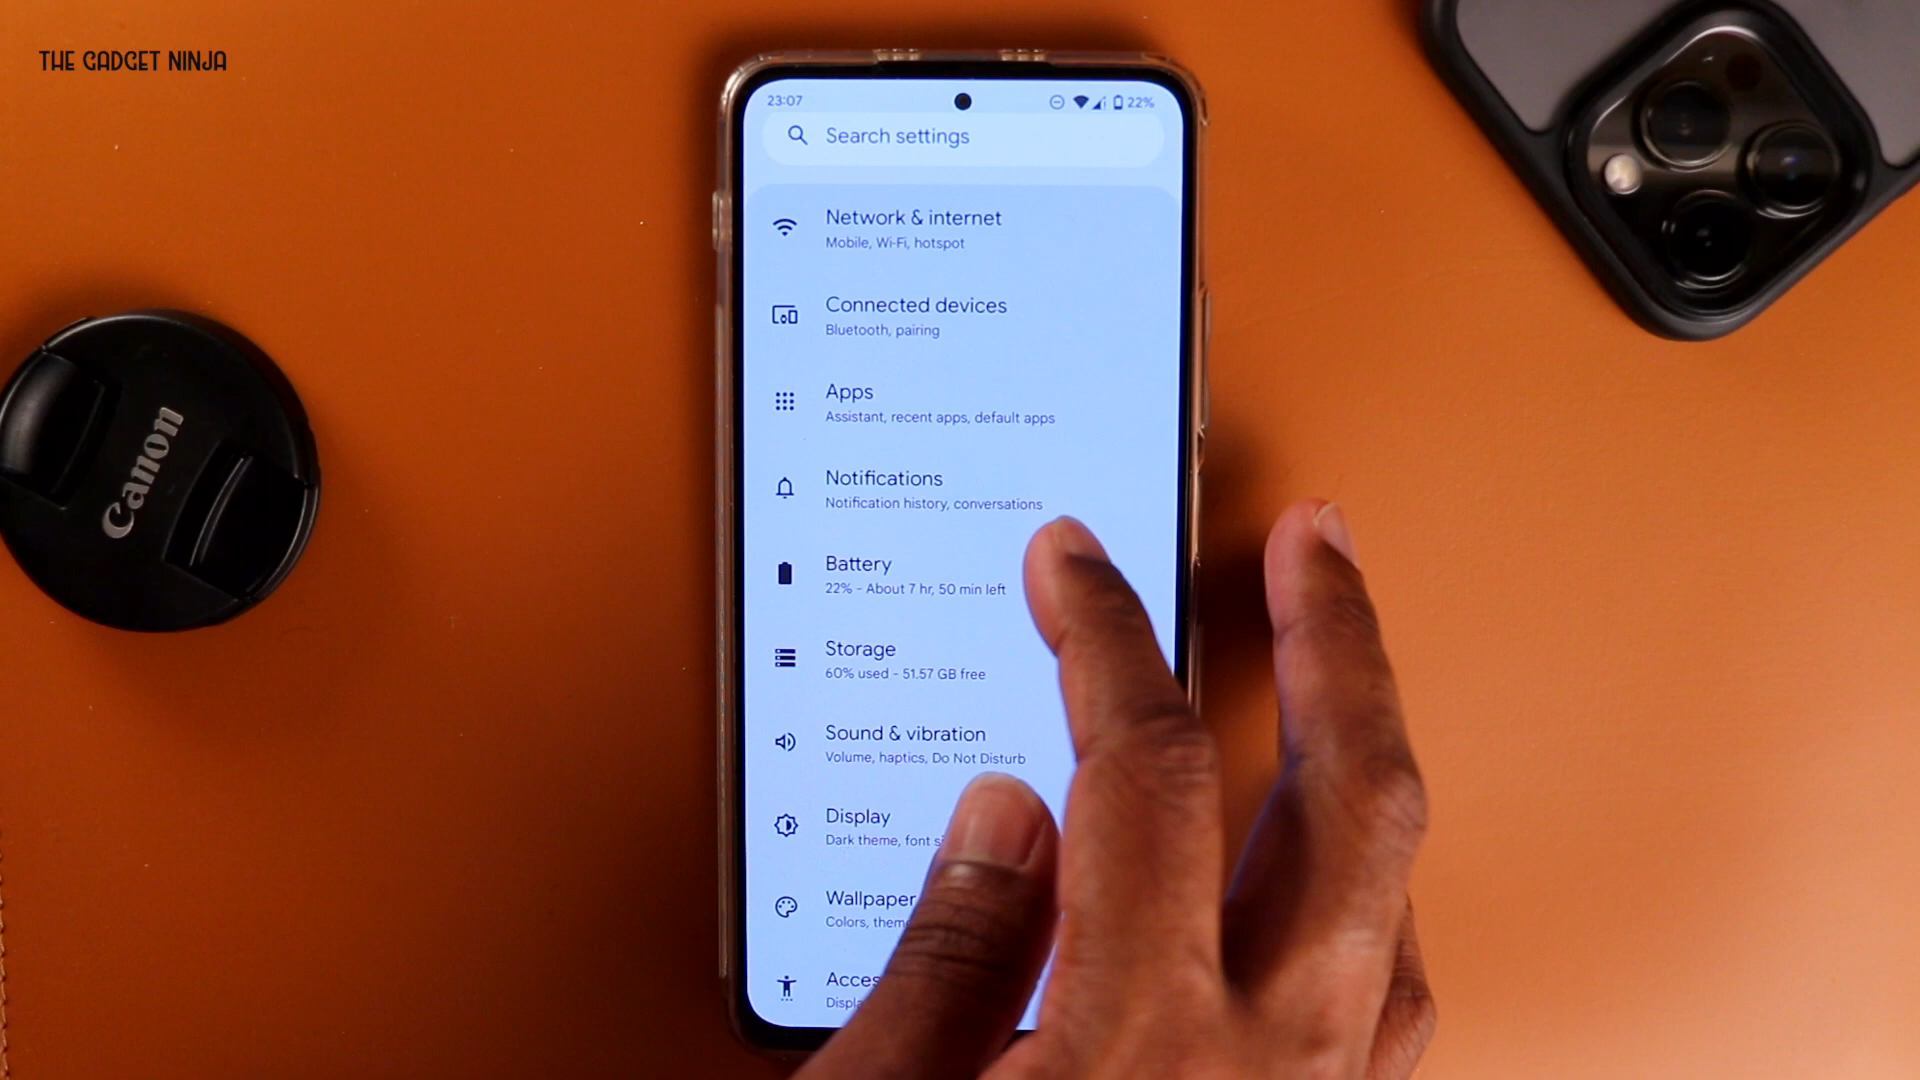 THE GADGET NINJA
23:07
22%
Search settings
Network & internet
Mobile, Wi-Fi, hotspot
Connected devices
Bluetooth, pairing
Apps
Assistant, recent apps, default apps
Notifications
Notification history, conversations
Battery
22% - About 7 hr, 50 min left
Storage
60% used - 51.57 GB free
Sound & vibration
Volume, haptics, Do Not Disturb
Display
Dark theme, font
Wallpaper
Colors,
Canon